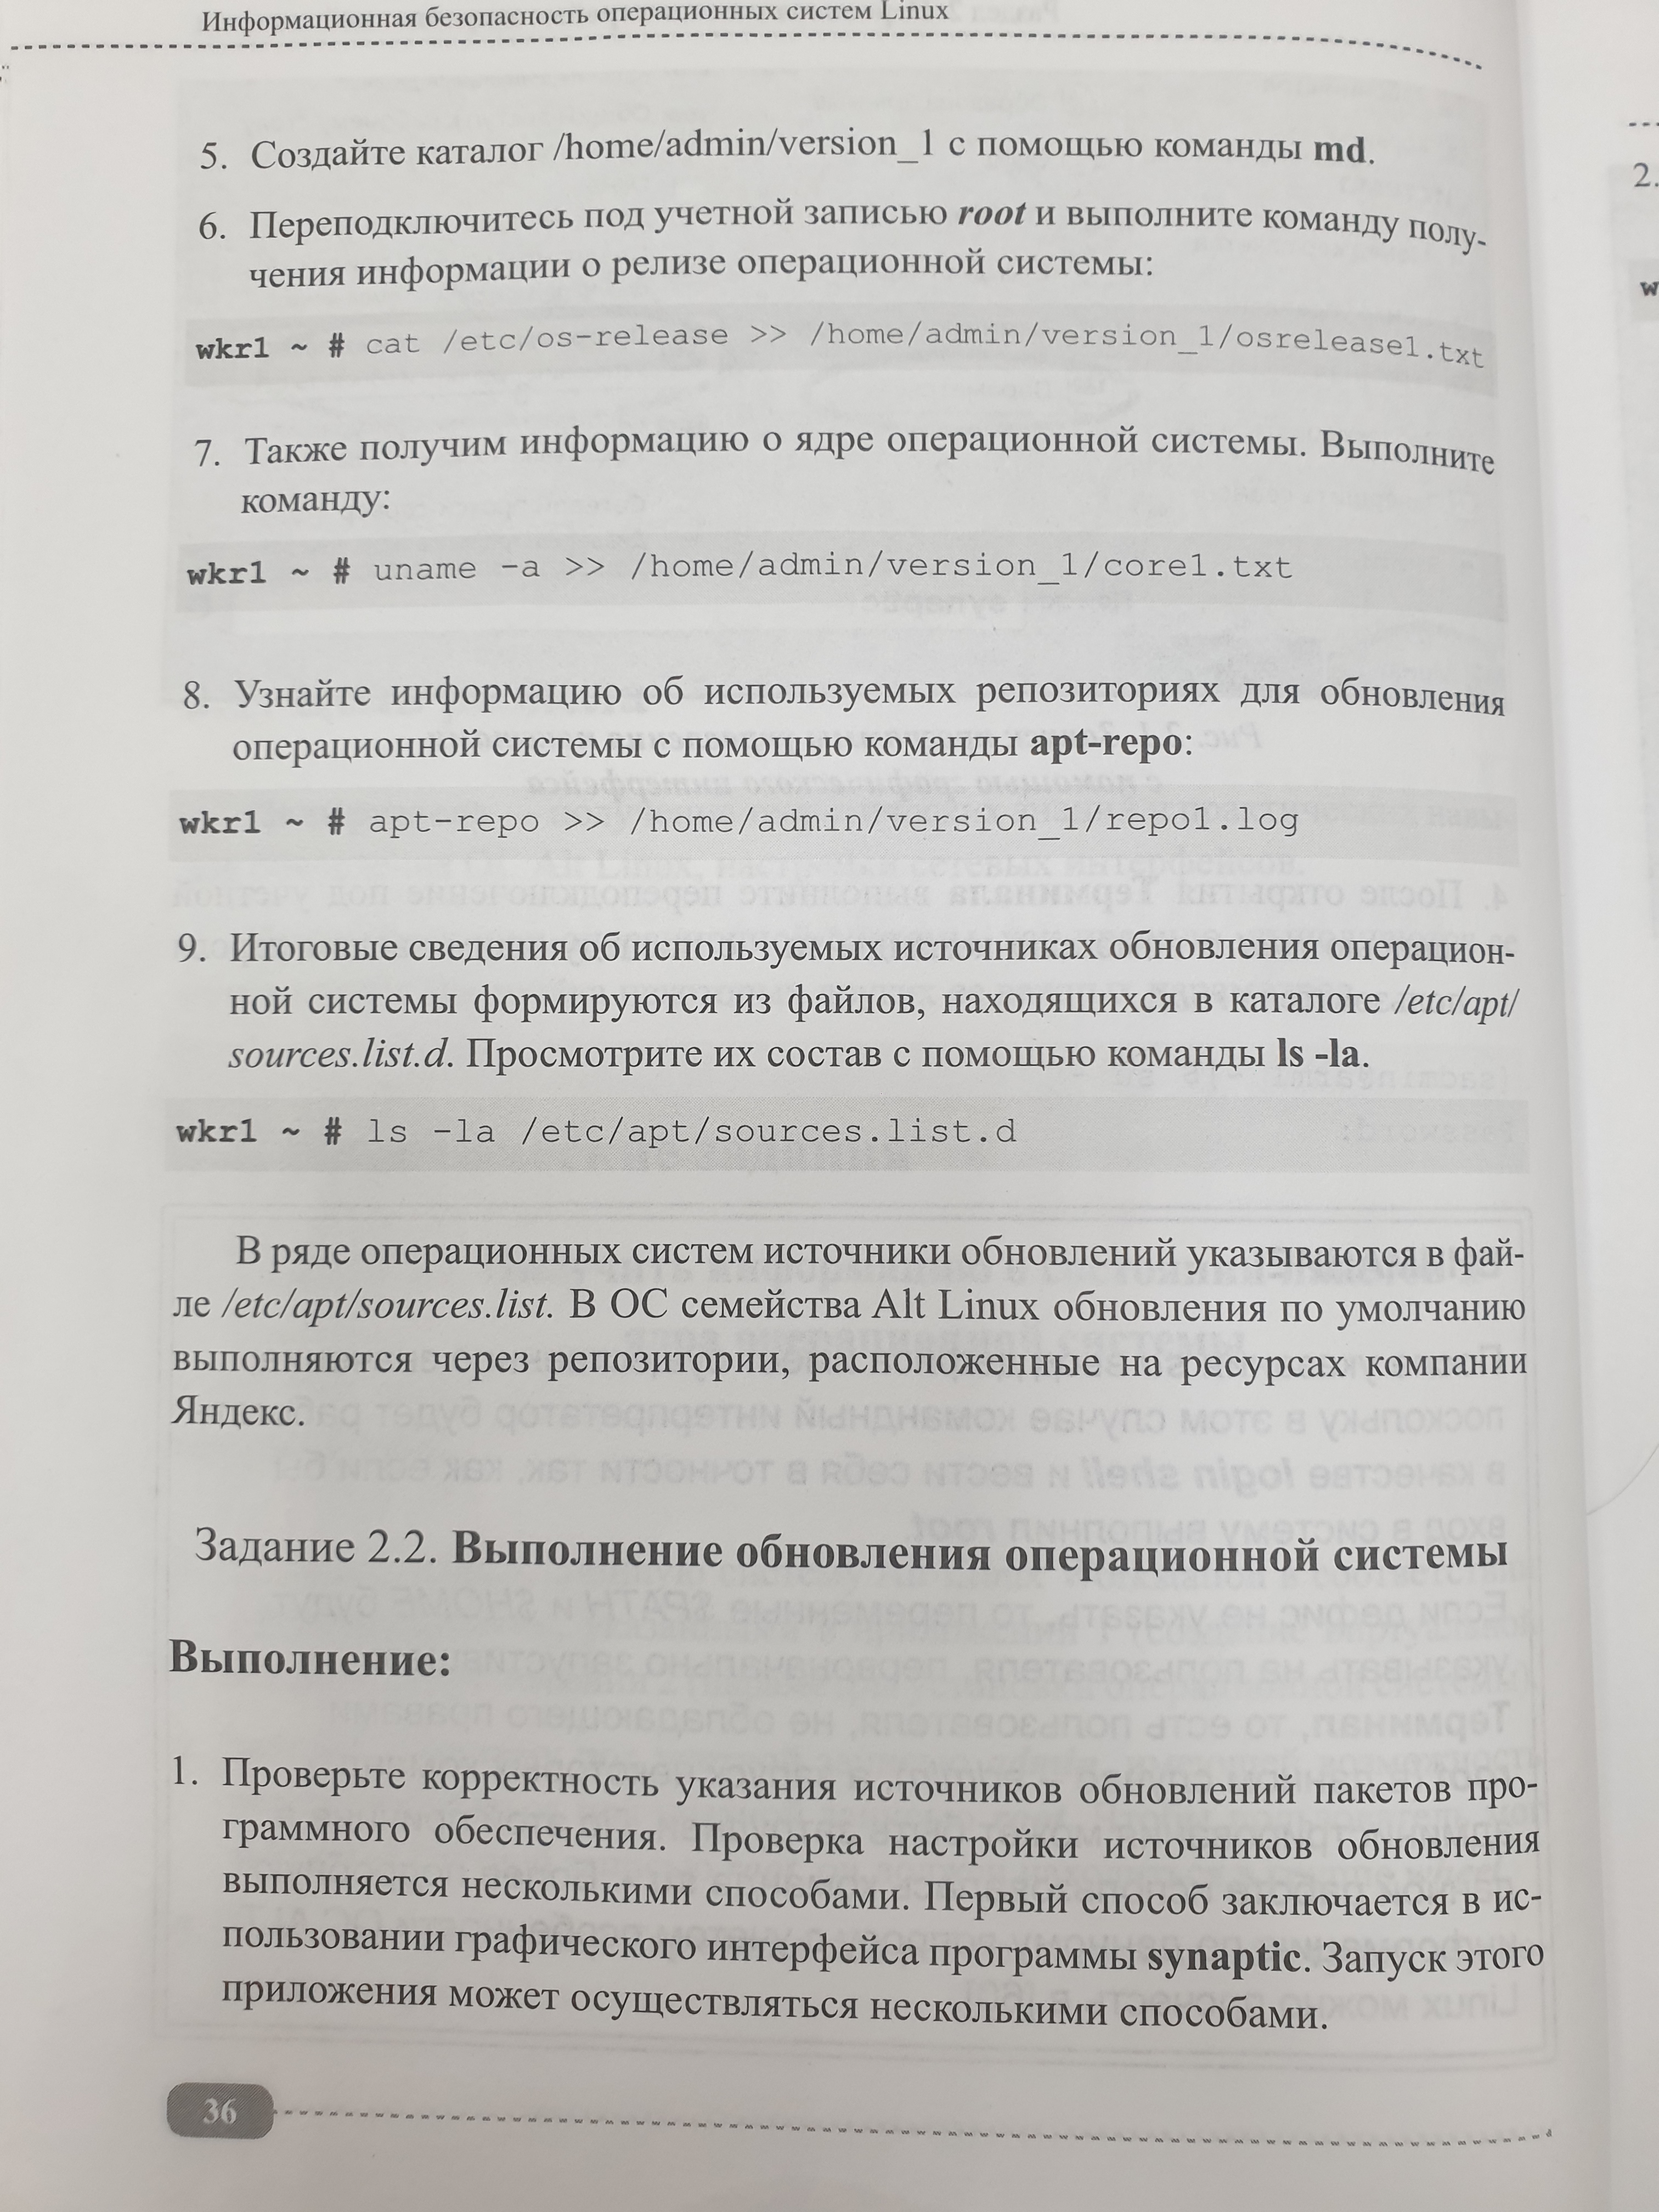 Информационная безопасность операционных систем Linux
5. Создайте каталог /home/admin/version_1 с помощью команды md.
6. Переподключитесь под учетной записью root и выполните команду полу-
чения информации о релизе операционной системы:
wkr1 ~ # cat /etc/os-release >> /home/admin/version_1/osrelease1.txt
7. Также получим информацию о ядре операционной системы. Выполните
команду:
wkr1 ~ # uname -a >> /home/admin/version_1/core1.txt
8. Узнайте информацию об используемых репозиториях для обновления
операционной системы с помощью команды apt-repo:
wkr1 ~ # apt-repo >> /home/admin/version_1/repo1.log
9. Итоговые сведения об используемых источниках обновления операцион-
ной системы формируются из файлов, находящихся в каталоге /etc/apt/
sources.list.d. Просмотрите их состав с помощью команды ls -la.
wkr1 ~ # ls -la /etc/apt/sources.list.d
В ряде операционных систем источники обновлений указываются в фай-
ле /etc/apt/sources.list. В ОС семейства Alt Linux обновления по умолчанию
выполняются через репозитории, расположенные на ресурсах компании
Яндекс.
Задание 2.2. Выполнение обновления операционной системы
Выполнение:
1. Проверьте корректность указания источников обновлений пакетов про-
граммного обеспечения. Проверка настройки источников обновления
выполняется несколькими способами. Первый способ заключается в ис-
пользовании графического интерфейса программы synaptic. Запуск этого
приложения может осуществляться несколькими способами.
36
2.